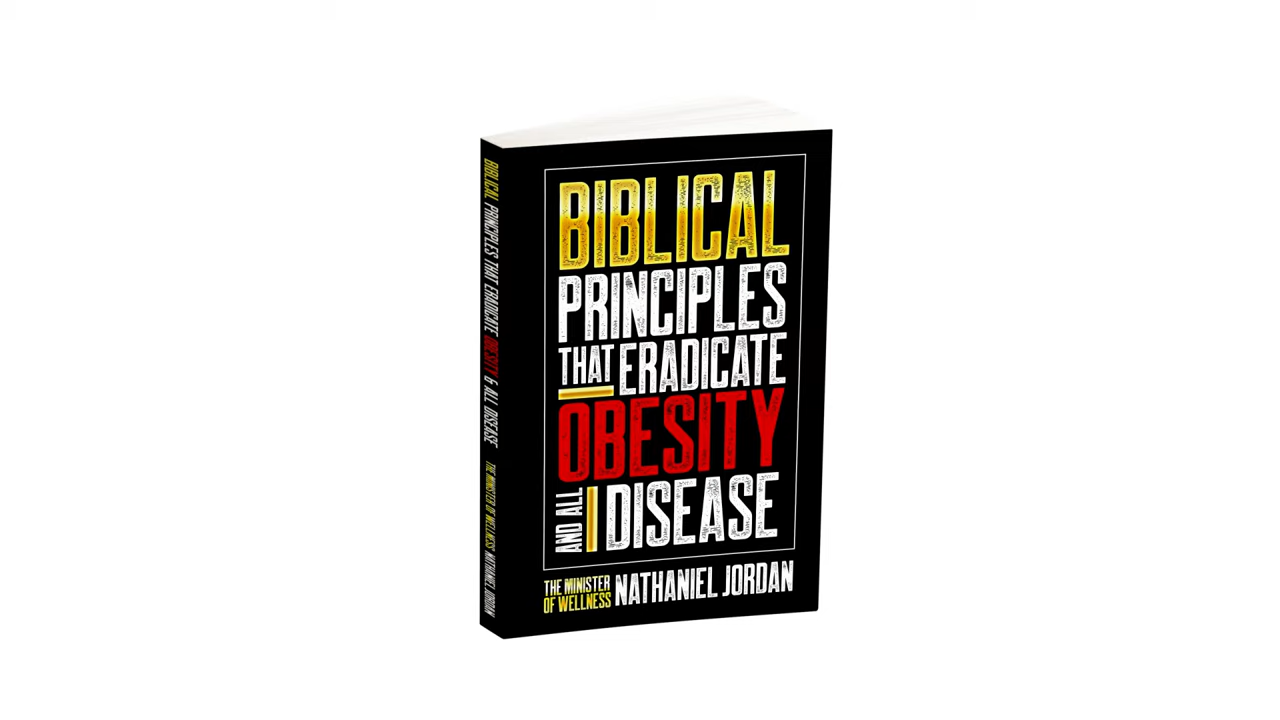 BIBLICAL
PRINCIPLES
THAT ERADICATE
OBESITY
AND ALL DISEASE
THE MINISTER
OF WELLNESS
NATHANIEL JORDAN
BIBLICAL PRINCIPLES THAT ERADICATE OBESITY & ALL DISEASE THE MINISTER OF WELLNESS NATHANIEL JORDAN